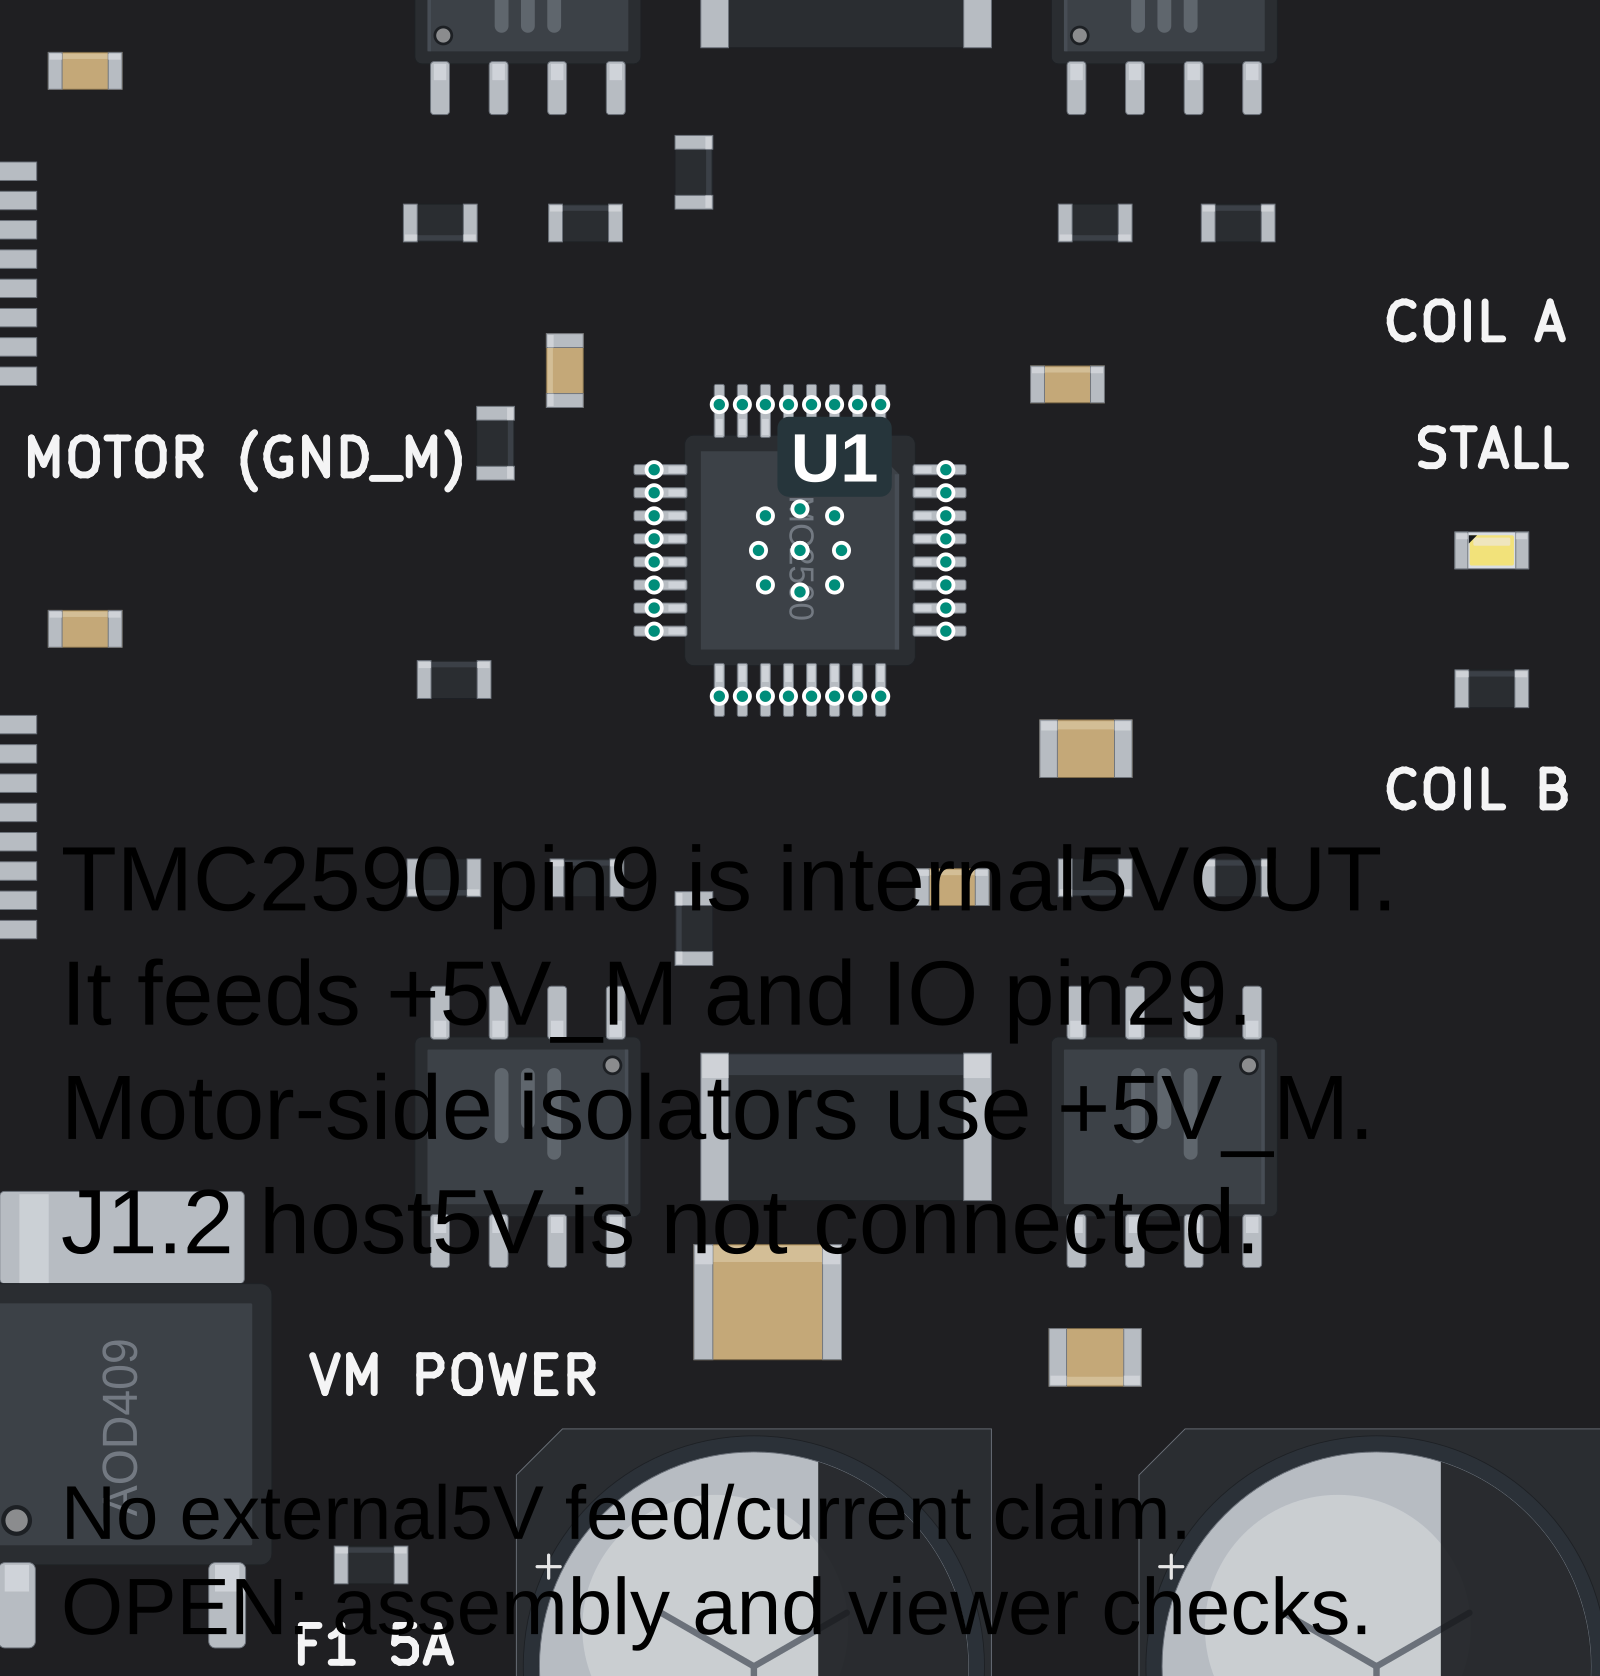 COIL A
MOTOR (GND_M)
U1
STALL
COIL B
TMC2590 pin9 is internal5VOUT.
It feeds +5V_M and IO pin29.
Motor-side isolators use +5V_M.
J1.2 host5V is not connected.
VM POWER
AOD409
No external5V feed/current claim.
OPEN: assembly and viewer checks.
F1 5A